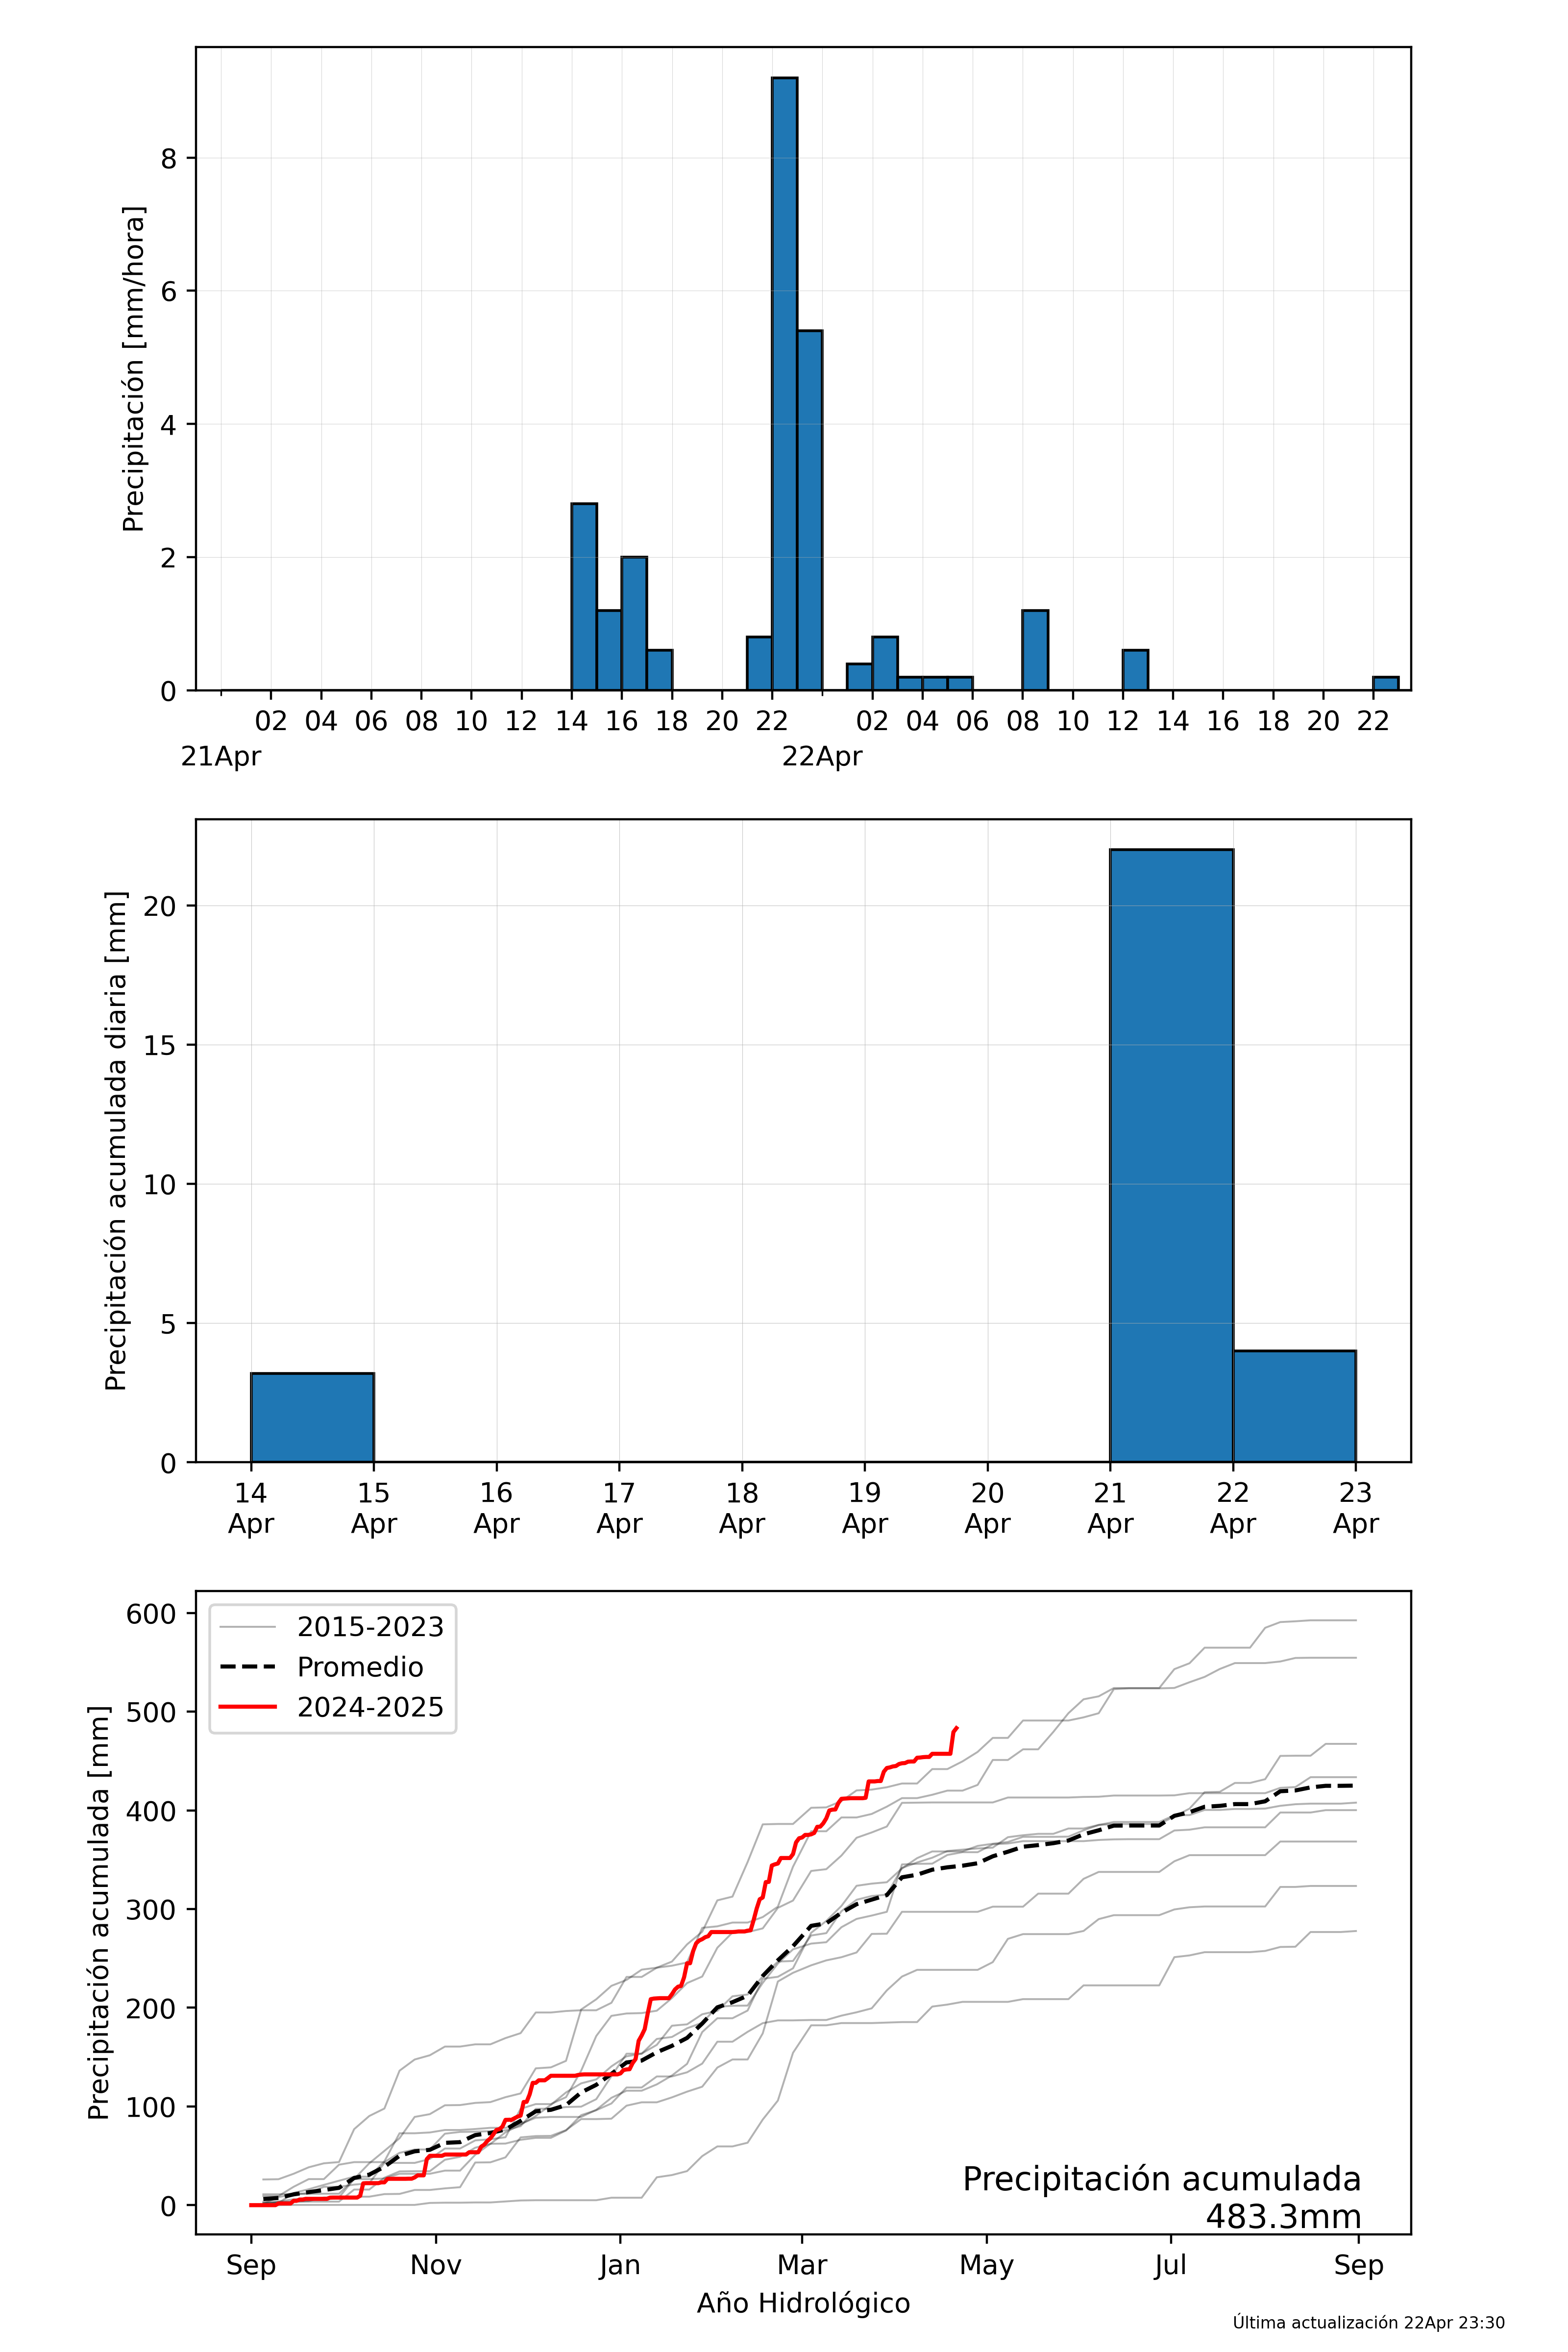 Precipitación [mm/hora]
8
6
4
2
0
02 04 06 08 10 12 14 16 18 20 22 02 04 06 08 10 12 14 16 18 20 22
21Apr 22Apr
Precipitación acumulada diaria [mm]
20
15
10
5
0
14 15 16 17 18 19 20 21 22 23
Apr Apr Apr Apr Apr Apr Apr Apr Apr Apr
Precipitación acumulada [mm]
600
500
400
300
200
100
0
2015-2023
Promedio
2024-2025
Precipitación acumulada
483.3mm
Sep Nov Jan Mar May Jul Sep
Año Hidrológico
Última actualización 22Apr 23:30